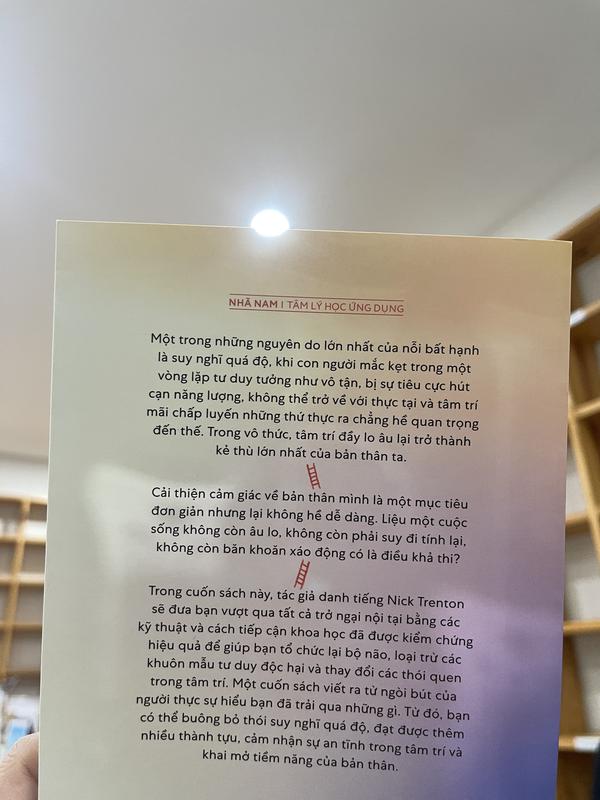 NHÃ NAM | TÂM LÝ HỌC ỨNG DỤNG
Một trong những nguyên do lớn nhất của nỗi bất hạnh
là suy nghĩ quá độ, khi con người mắc kẹt trong một
vòng lặp tư duy tưởng như vô tận, bị sự tiêu cực hút
cạn năng lượng, không thể trở về với thực tại và tâm trí
mãi chấp luyến những thứ thực ra chẳng hề quan trọng
đến thế. Trong vô thức, tâm trí đầy lo âu lại trở thành
kẻ thù lớn nhất của bản thân ta.
Cải thiện cảm giác về bản thân mình là một mục tiêu
đơn giản nhưng lại không hề dễ dàng. Liệu một cuộc
sống không còn âu lo, không còn phải suy đi tính lại,
không còn băn khoăn xáo động có là điều khả thi?
Trong cuốn sách này, tác giả danh tiếng Nick Trenton
sẽ đưa bạn vượt qua tất cả trở ngại nội tại bằng các
kỹ thuật và cách tiếp cận khoa học đã được kiểm chứng
hiệu quả để giúp bạn tổ chức lại bộ não, loại trừ các
khuôn mẫu tư duy độc hại và thay đổi các thói quen
trong tâm trí. Một cuốn sách viết ra từ ngòi bút của
người thực sự hiểu bạn đã trải qua những gì. Từ đó, bạn
có thể buông bỏ thói suy nghĩ quá độ, đạt được thêm
nhiều thành tựu, cảm nhận sự an tĩnh trong tâm trí và
khai mở tiềm năng của bản thân.